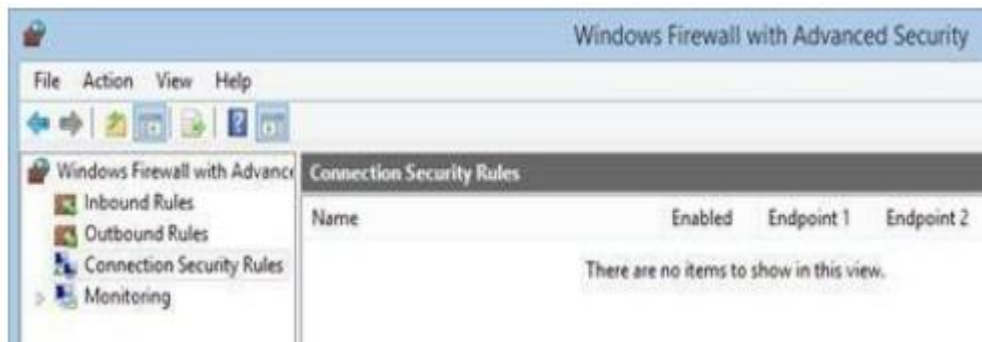 Windows Firewall with Advanced Security
File Action View Help
Windows Firewall with Advance
Inbound Rules
Outbound Rules
Connection Security Rules
Monitoring
Connection Security Rules
Name Enabled Endpoint 1 Endpoint 2
There are no items to show in this view.